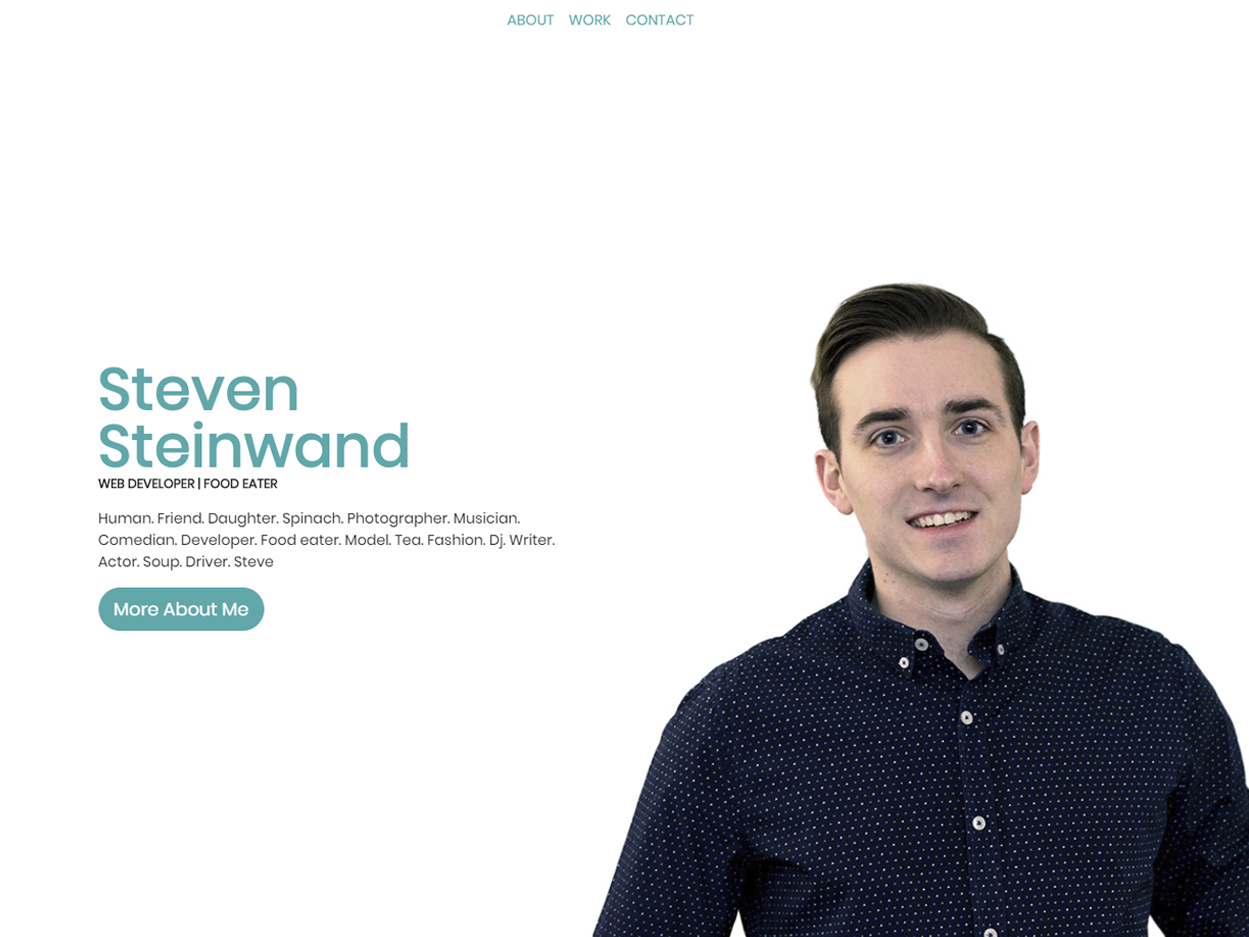 ABOUT WORK CONTACT
Steven
Steinwand
WEB DEVELOPER | FOOD EATER
Human. Friend. Daughter. Spinach. Photographer. Musician.
Comedian. Developer. Food eater. Model. Tea. Fashion. Dj. Writer.
Actor. Soup. Driver. Steve
More About Me